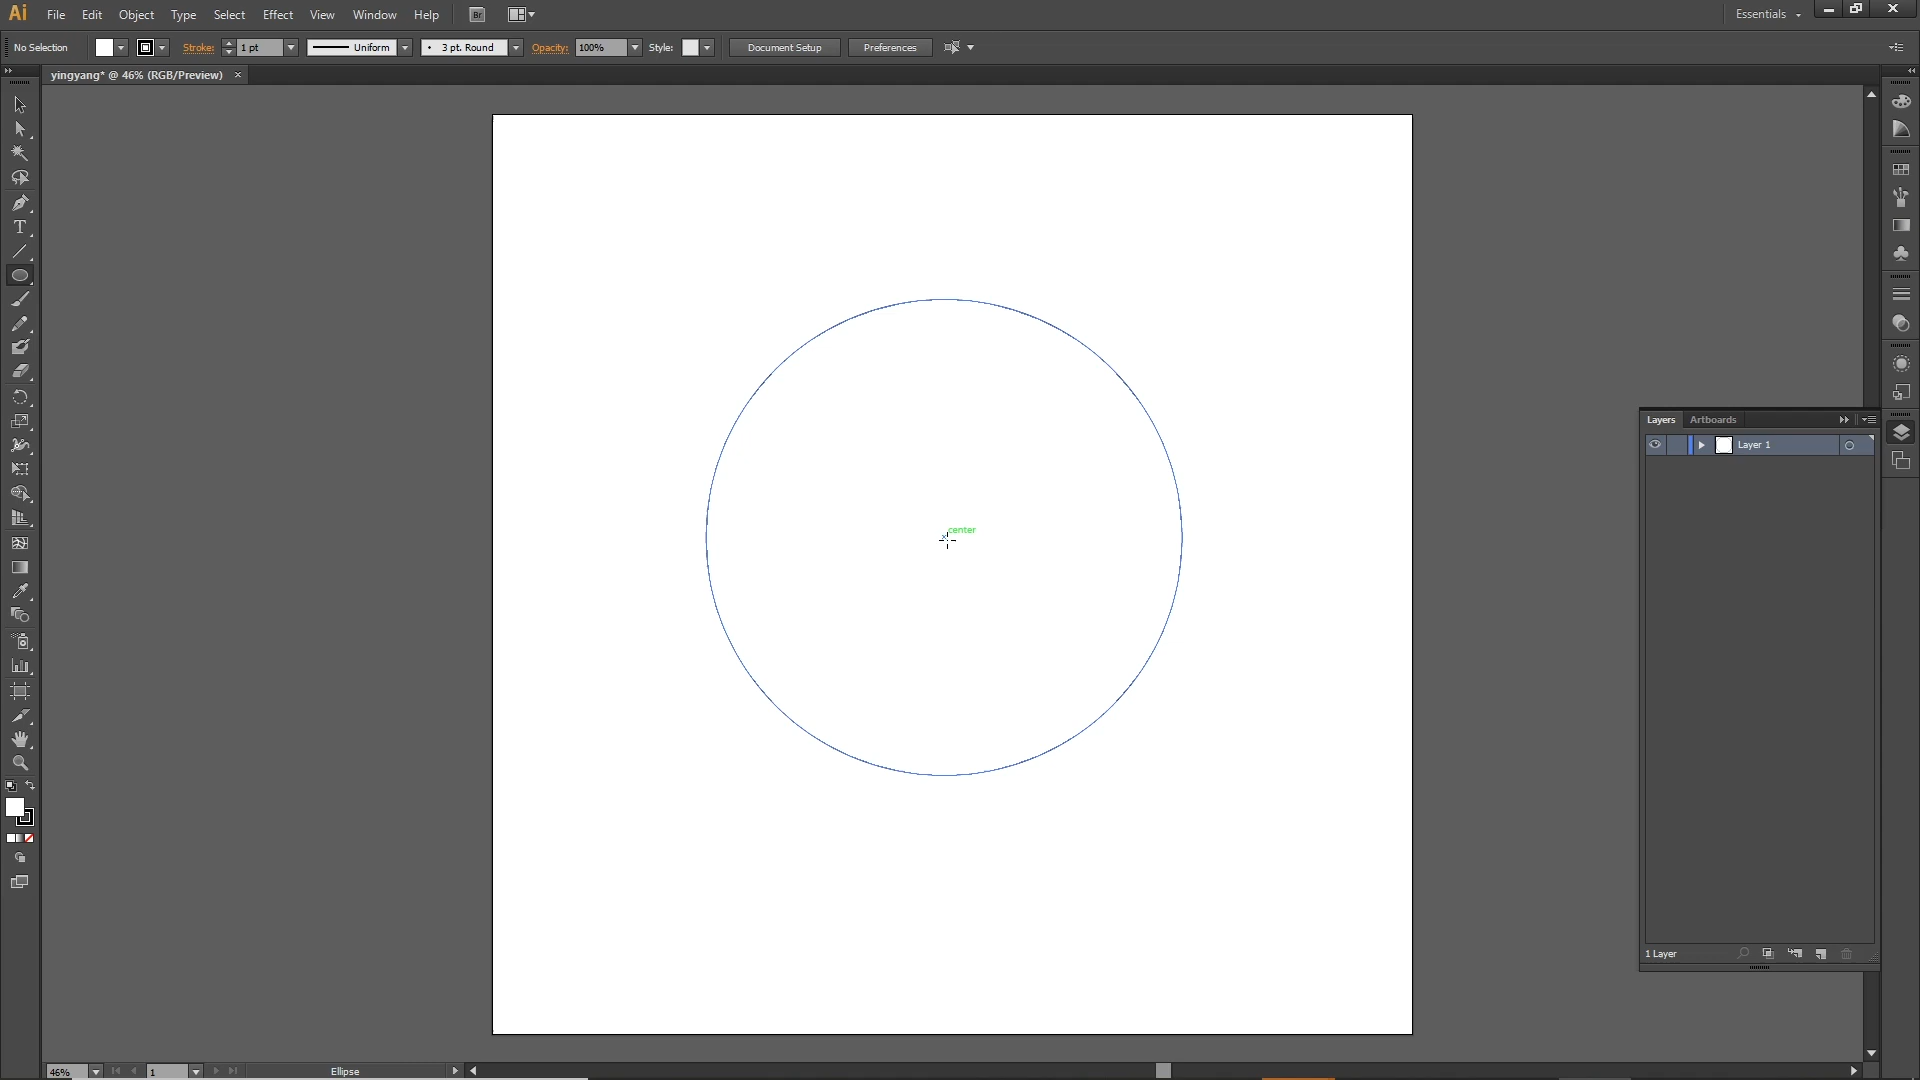 Ai File Edit Object Type Select Effect View Window Help Br Essentials
No Selection Stroke: 1 pt Uniform 3 pt. Round Opacity: 100% Style: Document Setup Preferences
yingyang* @ 46% (RGB/Preview) ×
T
center
Layers Artboards
Layer 1
1 Layer
46% 1 Ellipse